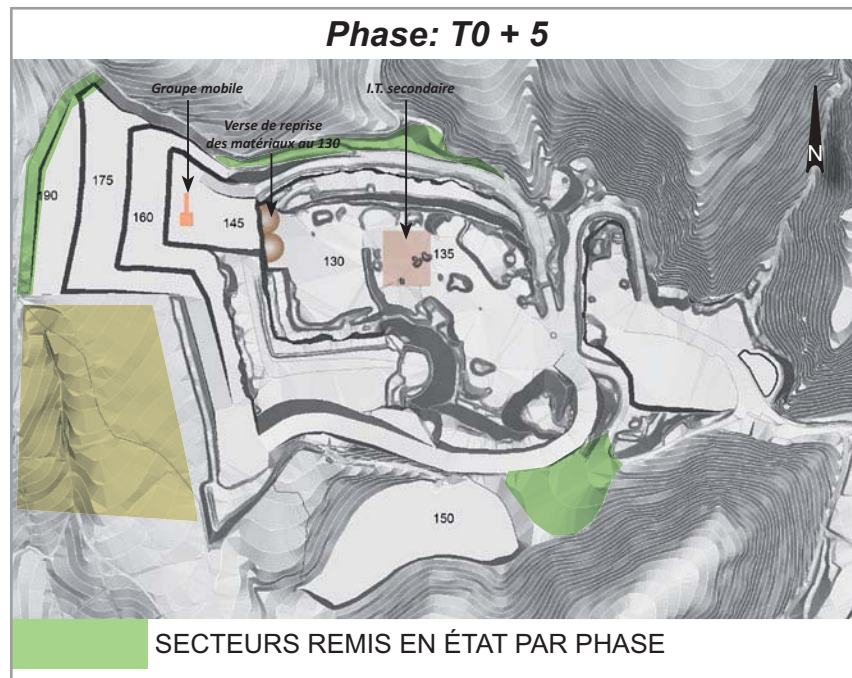 Phase: T0 + 5
Groupe mobile
I.T. secondaire
Verse de reprise
des matériaux au 130
N
190
175
160
145
130
135
150
SECTEURS REMIS EN ÉTAT PAR PHASE